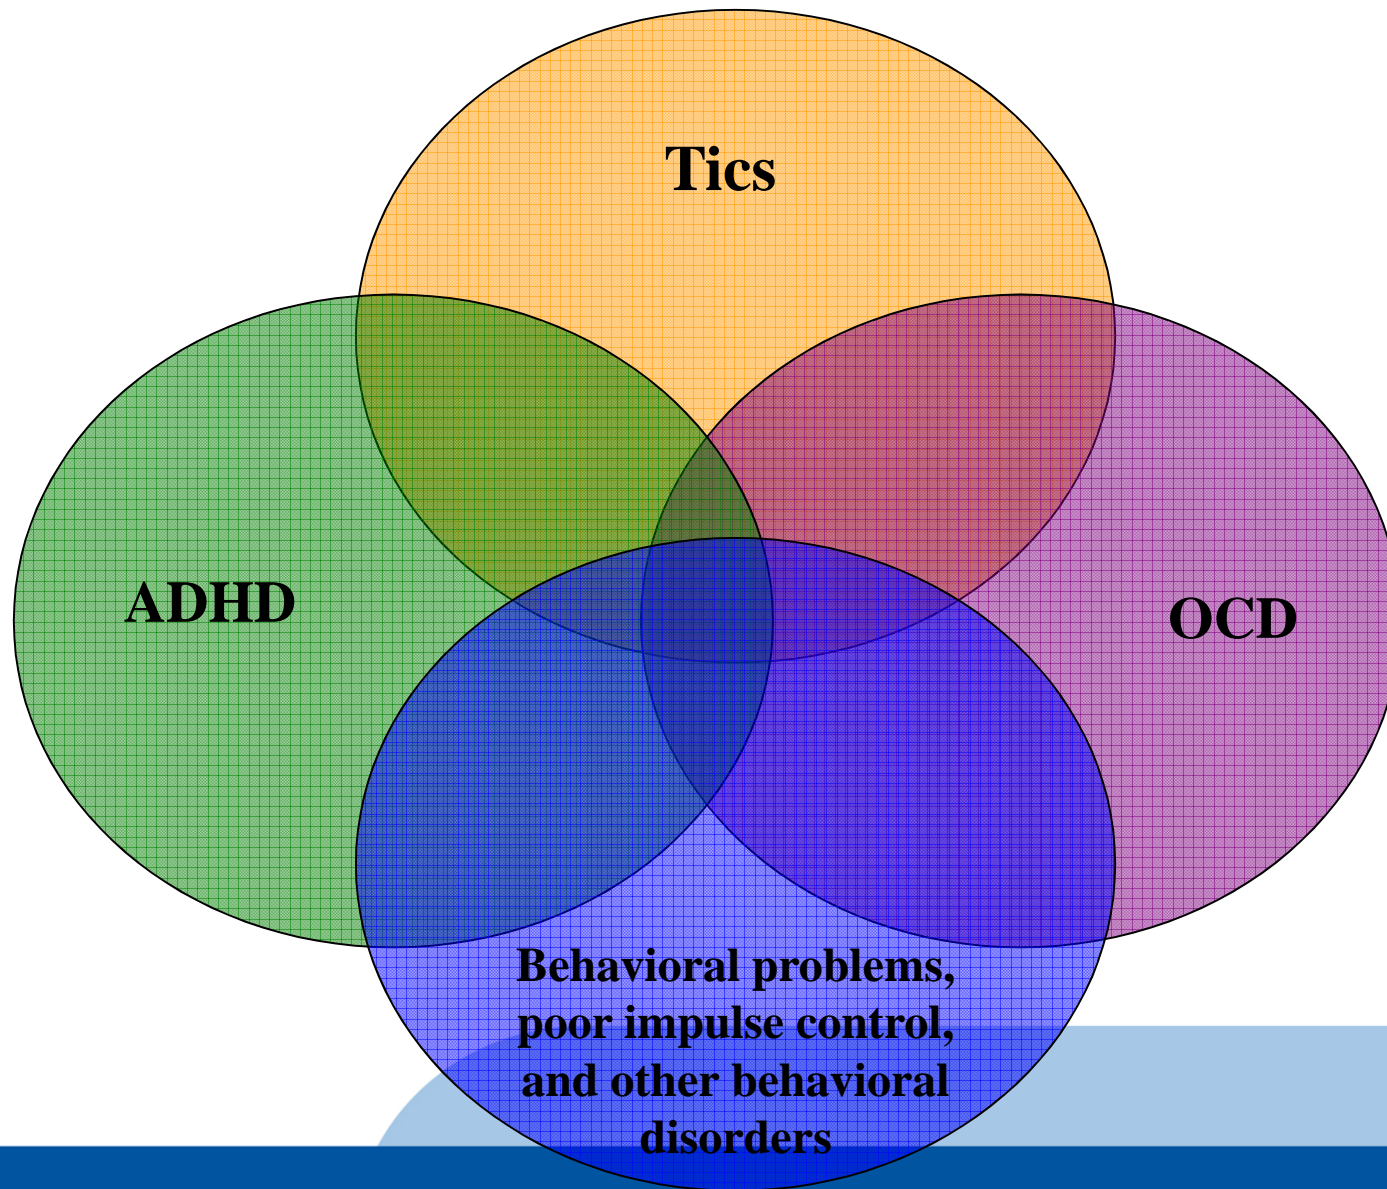 Tics
ADHD
OCD
Behavioral problems,
poor impulse control,
and other behavioral
disorders